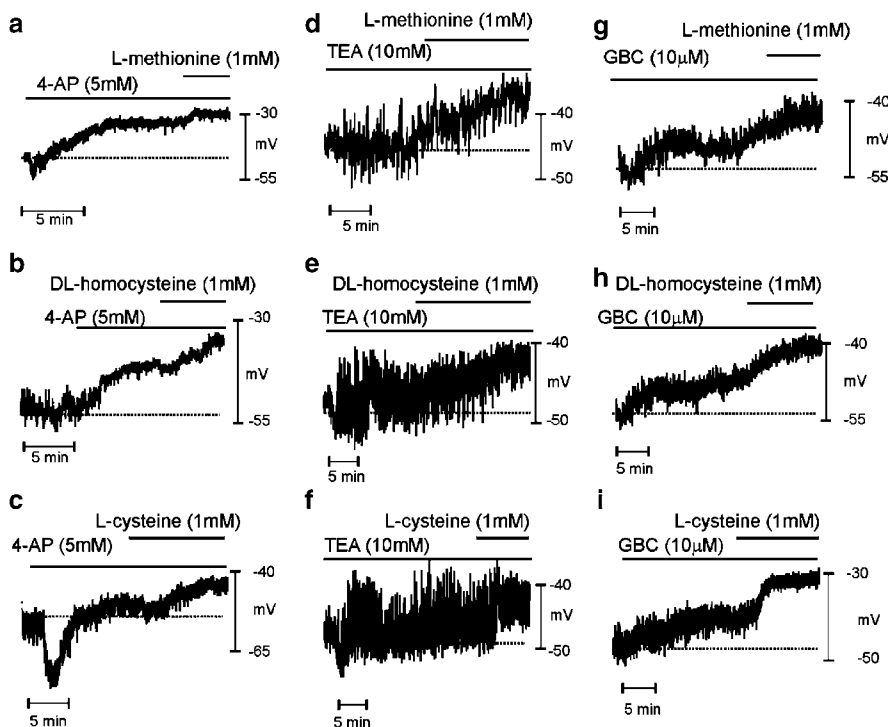 a
L-methionine (1mM)
4-AP (5mM)
-30
mV
-55
5 min
b
DL-homocysteine (1mM)
4-AP (5mM)
-30
mV
-55
5 min
c
L-cysteine (1mM)
4-AP (5mM)
-40
mV
-65
5 min
d
L-methionine (1mM)
TEA (10mM)
-40
mV
-50
5 min
e
DL-homocysteine (1mM)
TEA (10mM)
-40
mV
-50
5 min
f
L-cysteine (1mM)
TEA (10mM)
-40
mV
-50
5 min
g
L-methionine (1mM)
GBC (10µM)
-40
mV
-55
5 min
h
DL-homocysteine (1mM)
GBC (10µM)
-40
mV
-55
5 min
i
L-cysteine (1mM)
GBC (10µM)
-30
mV
-50
5 min